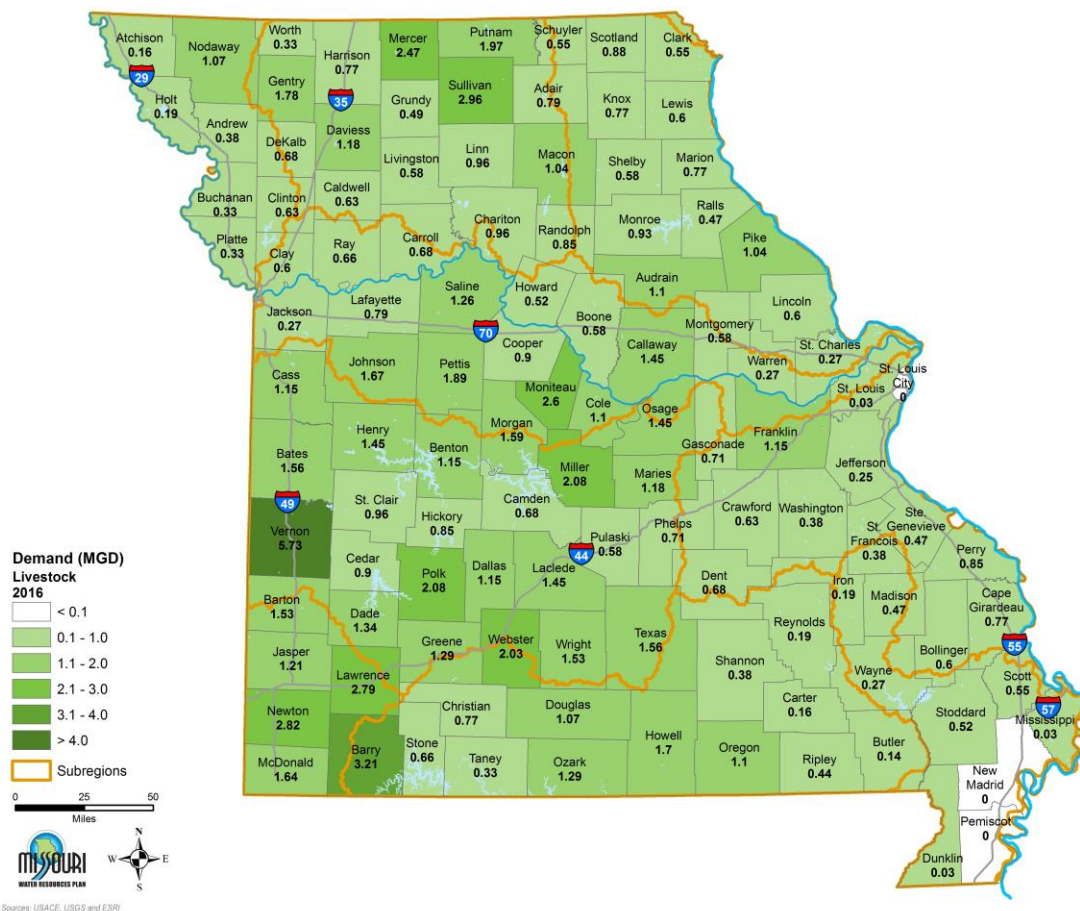 Atchison
0.16
Nodaway
1.07
Worth
0.33
Harrison
0.77
Mercer
2.47
Putnam
1.97
Schuyler
0.55
Scotland
0.88
Clark
0.55
29
Holt
0.19
Gentry
1.78
35
Sullivan
2.96
Adair
0.79
Knox
0.77
Lewis
0.6
Grundy
0.49
Andrew
0.38
DeKalb
0.68
Daviess
1.18
Livingston
0.58
Linn
0.96
Macon
1.04
Shelby
0.58
Marion
0.77
Buchanan
0.33
Clinton
0.63
Caldwell
0.63
Chariton
0.96
Randolph
0.85
Monroe
0.93
Ralls
0.47
Pike
1.04
Platte
0.33
Clay
0.6
Ray
0.66
Carroll
0.68
Saline
1.26
Howard
0.52
Audrain
1.1
Jackson
0.27
Lafayette
0.79
70
Cooper
0.9
Boone
0.58
Callaway
1.45
Montgomery
0.58
Lincoln
0.6
Warren
0.27
St. Charles
0.27
St. Louis
0.03
St. Louis
City
0
Cass
1.15
Johnson
1.67
Pettis
1.89
Moniteau
2.6
Cole
1.1
Osage
1.45
Gasconade
0.71
Franklin
1.15
Jefferson
0.25
Bates
1.56
Henry
1.45
Benton
1.15
Morgan
1.59
Miller
2.08
Maries
1.18
49
Vernon
5.73
St. Clair
0.96
Hickory
0.85
Camden
0.68
Pulaski
0.58
Phelps
0.71
Crawford
0.63
Washington
0.38
St.
Francois
0.38
Ste.
Genevieve
0.47
Perry
0.85
44
Cedar
0.9
Polk
2.08
Dallas
1.15
Laclede
1.45
Dent
0.68
Iron
0.19
Madison
0.47
Cape
Girardeau
0.77
Barton
1.53
Dade
1.34
Greene
1.29
Webster
2.03
Wright
1.53
Texas
1.56
Reynolds
0.19
Bollinger
0.6
55
Jasper
1.21
Lawrence
2.79
Shannon
0.38
Wayne
0.27
Scott
0.55
57
Mississippi
0.03
Newton
2.82
Christian
0.77
Douglas
1.07
Howell
1.7
Carter
0.16
Stoddard
0.52
McDonald
1.64
Barry
3.21
Stone
0.66
Taney
0.33
Ozark
1.29
Oregon
1.1
Ripley
0.44
Butler
0.14
New
Madrid
0
Pemiscot
0
Dunklin
0.03
Demand (MGD)
Livestock
2016
< 0.1
0.1 - 1.0
1.1 - 2.0
2.1 - 3.0
3.1 - 4.0
> 4.0
Subregions
0 25 50
Miles
MISSOURI
WATER RESOURCES PLAN
N
W E
S
Sources: USACE, USGS and ESRI